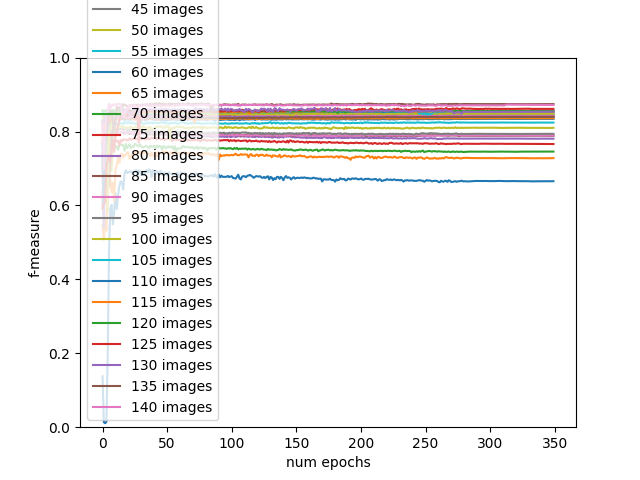 45 images
50 images
55 images
60 images
65 images
70 images
75 images
80 images
85 images
90 images
95 images
100 images
105 images
110 images
115 images
120 images
125 images
130 images
135 images
140 images
1.0
0.8
0.6
0.4
0.2
0.0
f-measure
0 50 100 150 200 250 300 350
num epochs